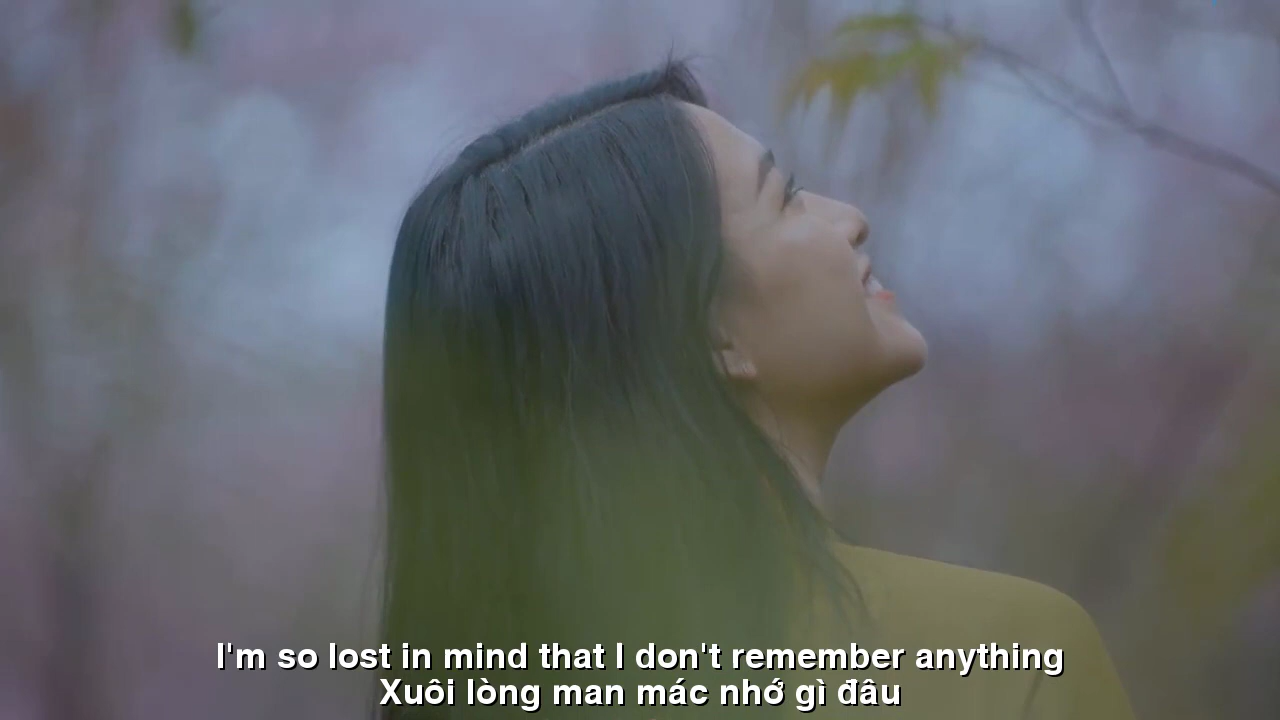 I'm so lost in mind that I don't remember anything
Xuôi lòng man mác nhớ gì đâu